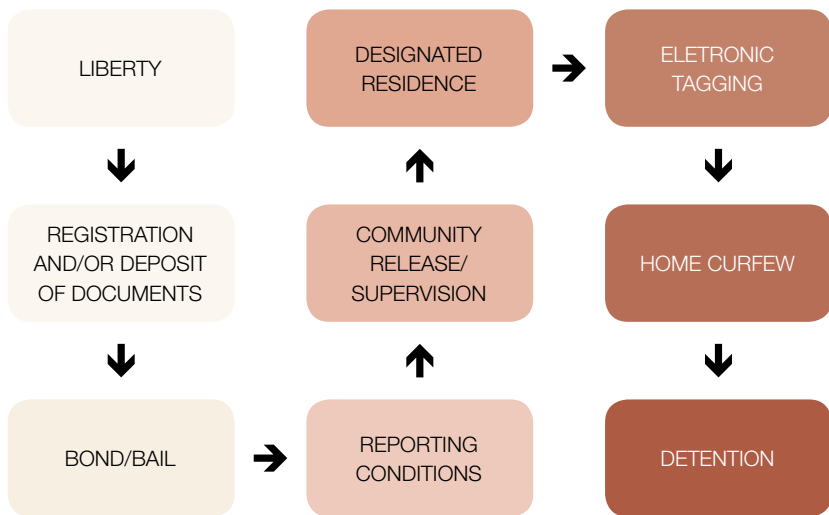 LIBERTY
REGISTRATION
AND/OR DEPOSIT
OF DOCUMENTS
BOND/BAIL
REPORTING
CONDITIONS
COMMUNITY
RELEASE/
SUPERVISION
DESIGNATED
RESIDENCE
ELETRONIC
TAGGING
HOME CURFEW
DETENTION